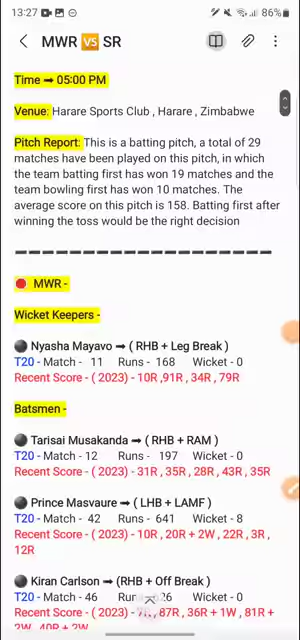 13:27 86%
MWR 🆚 SR
Time ➡ 05:00 PM
Venue: Harare Sports Club , Harare , Zimbabwe
Pitch Report: This is a batting pitch, a total of 29
matches have been played on this pitch, in which
the team batting first has won 19 matches and the
team bowling first has won 10 matches. The
average score on this pitch is 158. Batting first after
winning the toss would be the right decision
🔴 MWR -
Wicket Keepers -
⚫ Nyasha Mayavo ➡ ( RHB + Leg Break )
T20 - Match - 11 Runs - 168 Wicket - 0
Recent Score - ( 2023) - 10R ,91R , 34R , 79R
Batsmen -
⚫ Tarisai Musakanda ➡ ( RHB + RAM )
T20 - Match - 12 Runs - 197 Wicket - 0
Recent Score - ( 2023) - 31R , 35R , 28R , 43R , 35R
⚫ Prince Masvaure ➡ ( LHB + LAMF )
T20 - Match - 42 Runs - 641 Wicket - 8
Recent Score - ( 2023) - 10R , 20R + 2W , 22R , 3R ,
12R
⚫ Kiran Carlson ➡ (RHB + Off Break )
T20 - Match - 46 26 Wicket - 0
Recent Score - ( 2023) - 87R , 36R + 1W , 81R +
2W 40R + 2W